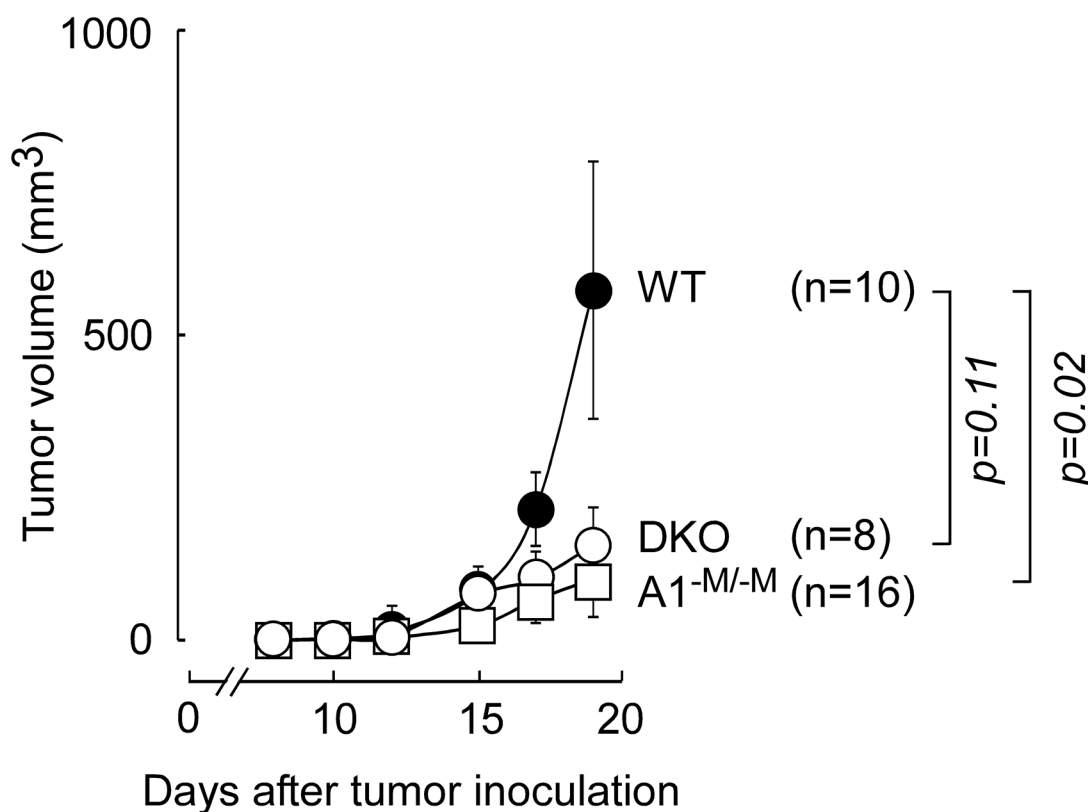 1000
500
0
Tumor volume (mm³)
WT (n=10)
DKO (n=8)
A1-M/-M (n=16)
p=0.11
p=0.02
0 10 15 20
Days after tumor inoculation